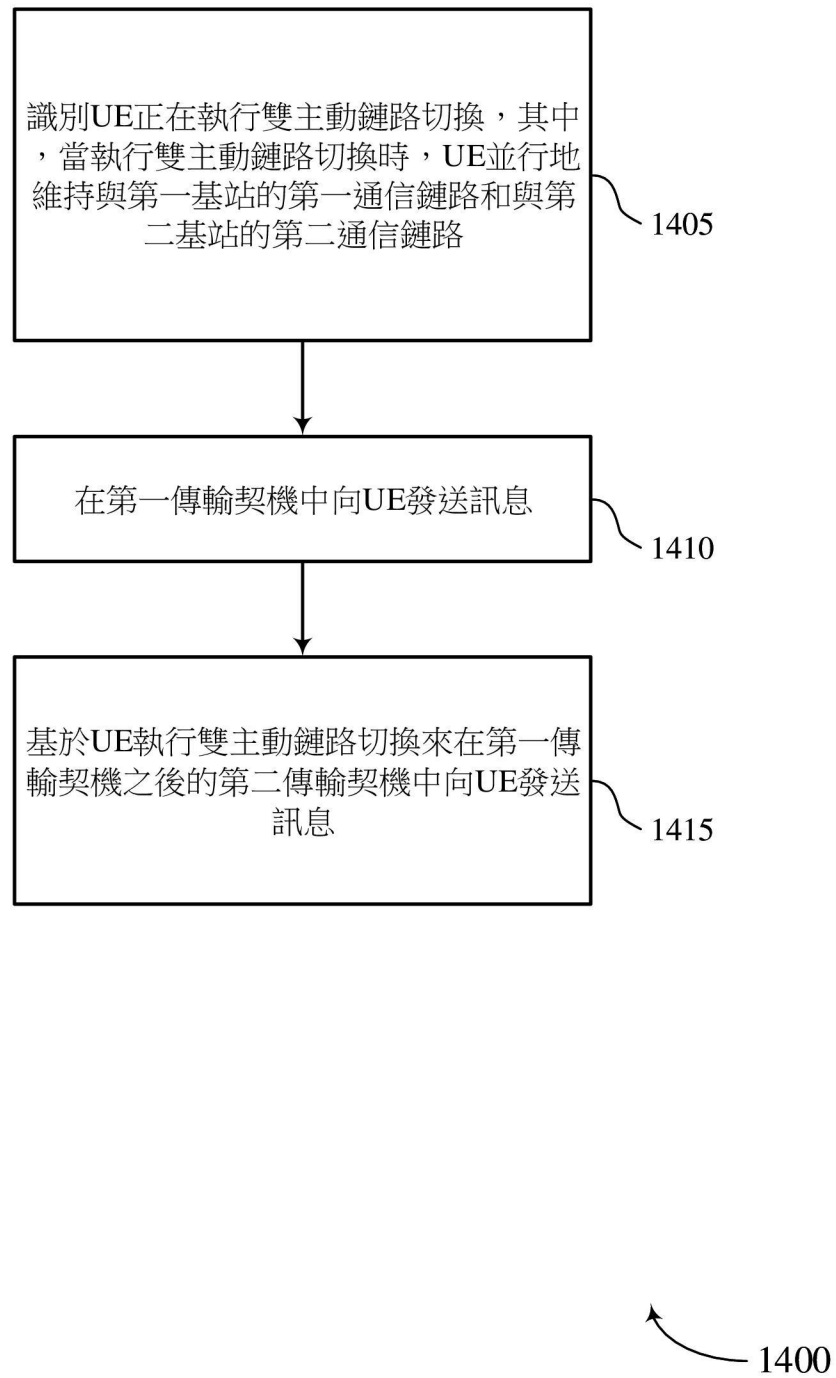 識別UE正在執行雙主動鏈路切換，其中
，當執行雙主動鏈路切換時，UE並行地
維持與第一基站的第一通信鏈路和與第
二基站的第二通信鏈路
1405
在第一傳輸契機中向UE發送訊息
1410
基於UE執行雙主動鏈路切換來在第一傳
輸契機之後的第二傳輸契機中向UE發送
訊息
1415
1400